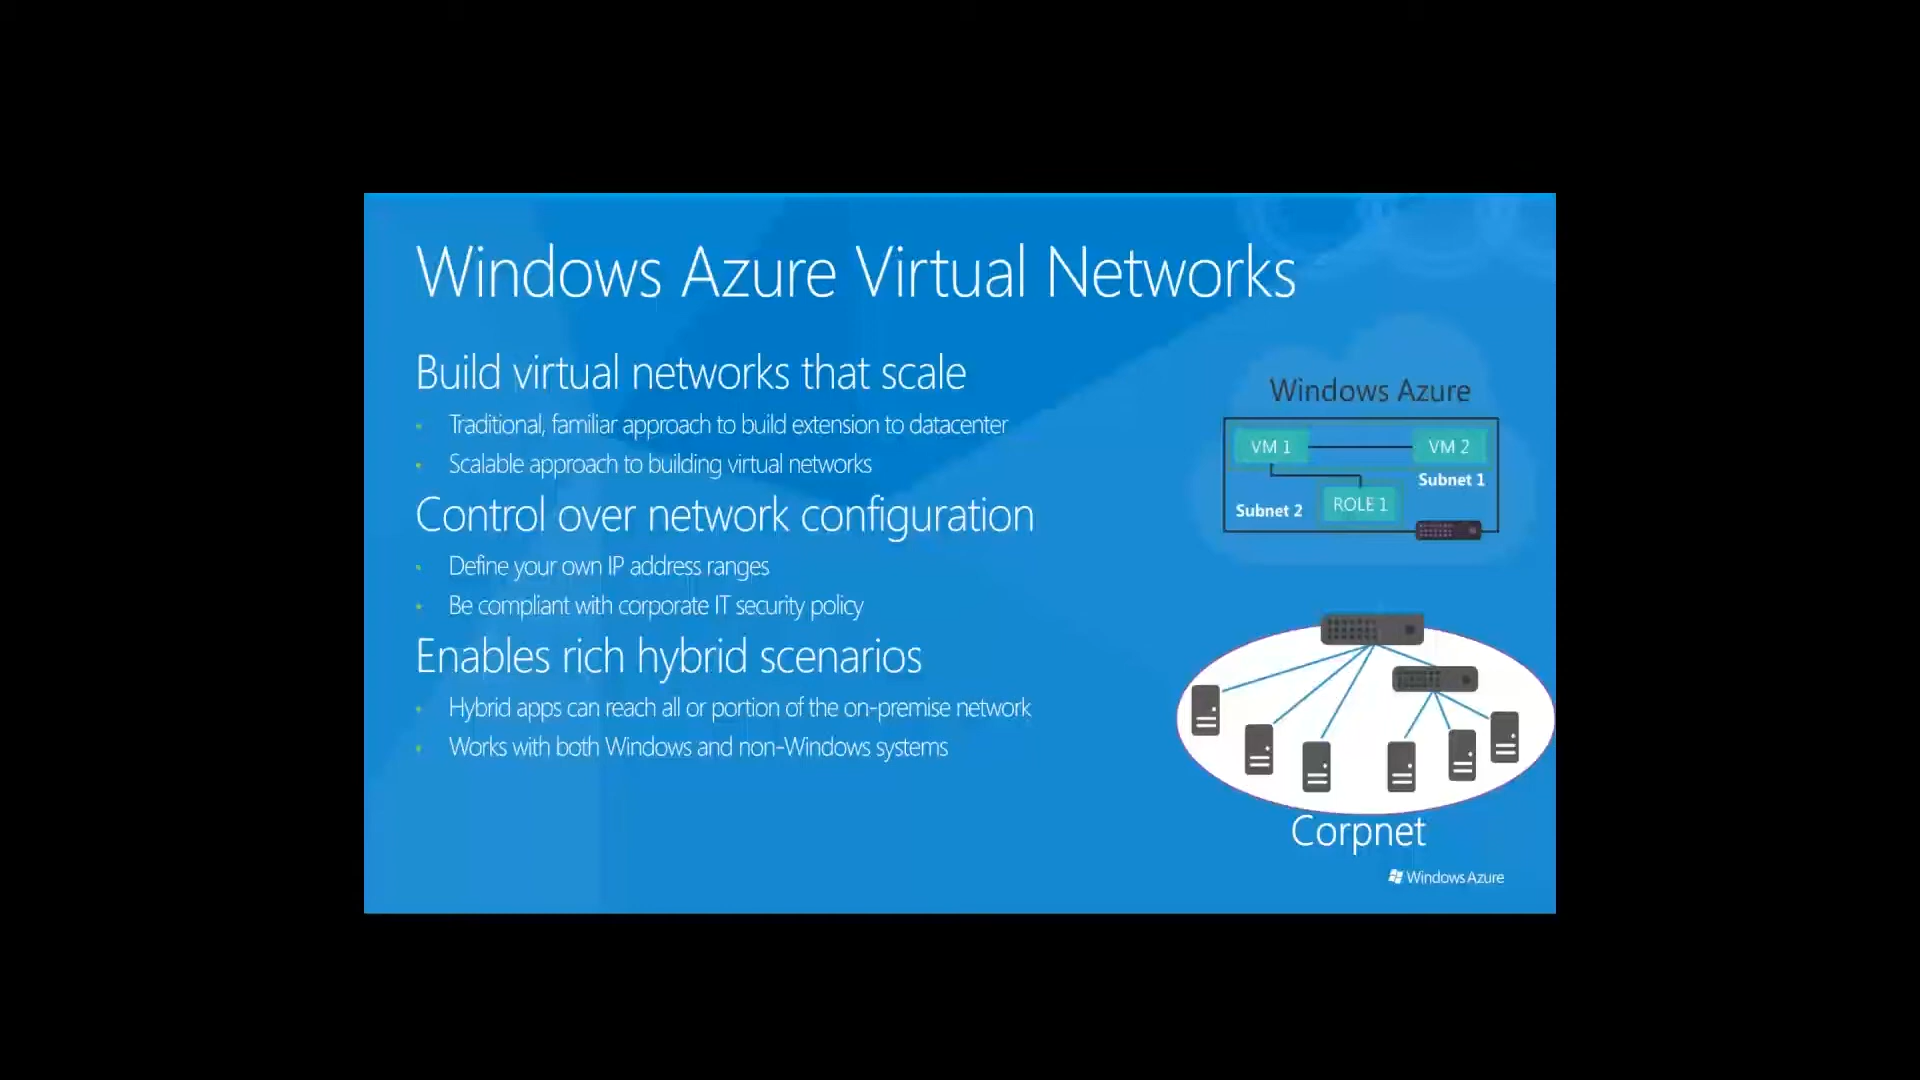 Windows Azure Virtual Networks
Build virtual networks that scale
Traditional, familiar approach to build extension to datacenter
Scalable approach to building virtual networks
Control over network configuration
Define your own IP address ranges
Be compliant with corporate IT security policy
Enables rich hybrid scenarios
Hybrid apps can reach all or portion of the on-premise network
Works with both Windows and non-Windows systems
Windows Azure
VM 1
VM 2
Subnet 1
ROLE 1
Subnet 2
Corpnet
Windows Azure